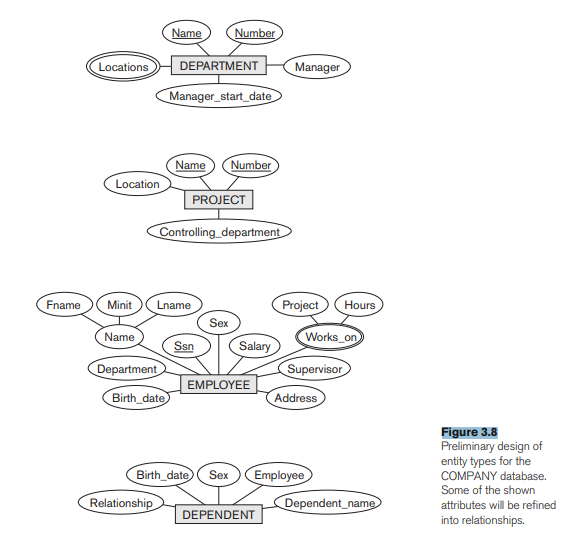 Name
Number
Locations
DEPARTMENT
Manager
Manager_start_date
Name
Number
Location
PROJECT
Controlling_department
Fname
Minit
Lname
Project
Hours
Sex
Name
Works_on
Ssn
Salary
Department
Supervisor
EMPLOYEE
Birth_date
Address
Birth_date
Sex
Employee
Relationship
Dependent_name
DEPENDENT
Figure 3.8
Preliminary design of
entity types for the
COMPANY database.
Some of the shown
attributes will be refined
into relationships.